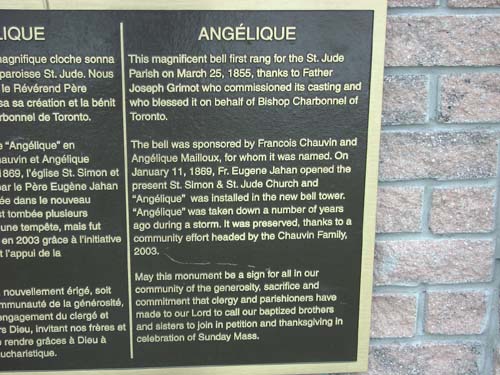 LIQUE
magnifique cloche sonna
paroisse St. Jude. Nous
le Révérend Père
sa sa création et la bénit
rbonnel de Toronto.
"Angélique" en
auvin et Angélique
1869, l'église St. Simon et
par le Père Eugène Jahan
ée dans le nouveau
st tombée plusieurs
une tempête, mais fut
en 2003 grâce à l'initiative
t l'appui de la
nouvellement érigé, soit
mmunauté de la générosité,
engagement du clergé et
rs Dieu, invitant nos frères et
rendre grâces à Dieu à
ucharistique.
ANGÉLIQUE
This magnificent bell first rang for the St. Jude
Parish on March 25, 1855, thanks to Father
Joseph Grimot who commissioned its casting and
who blessed it on behalf of Bishop Charbonnel of
Toronto.
The bell was sponsored by Francois Chauvin and
Angélique Mailloux, for whom it was named. On
January 11, 1869, Fr. Eugene Jahan opened the
present St. Simon & St. Jude Church and
"Angélique" was installed in the new bell tower.
"Angélique" was taken down a number of years
ago during a storm. It was preserved, thanks to a
community effort headed by the Chauvin Family,
2003.
May this monument be a sign for all in our
community of the generosity, sacrifice and
commitment that clergy and parishioners have
made to our Lord to call our baptized brothers
and sisters to join in petition and thanksgiving in
celebration of Sunday Mass.